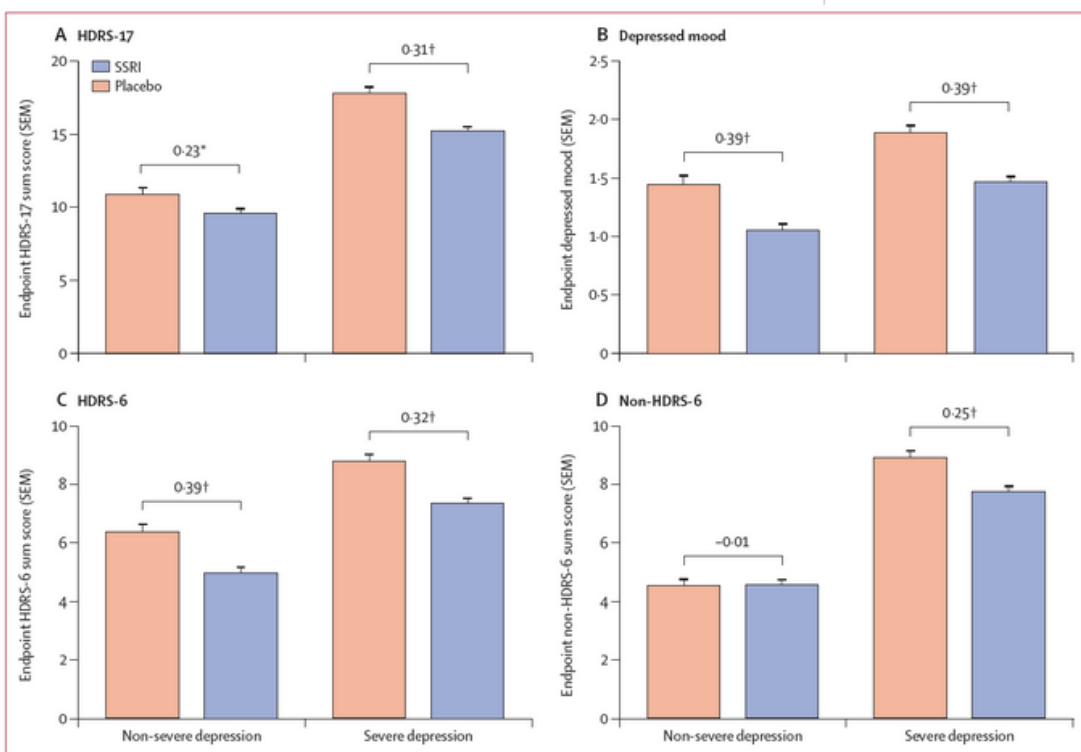 A HDRS-17
SSRI
Placebo
Endpoint HDRS-17 sum score (SEM)
20
15
10
5
0
0·23*
0·31†
B Depressed mood
Endpoint depressed mood (SEM)
2·5
2·0
1·5
1·0
0·5
0
0·39†
0·39†
C HDRS-6
Endpoint HDRS-6 sum score (SEM)
10
8
6
4
2
0
0·39†
0·32†
Non-severe depression
Severe depression
D Non-HDRS-6
Endpoint non-HDRS-6 sum score (SEM)
10
8
6
4
2
0
–0·01
0·25†
Non-severe depression
Severe depression